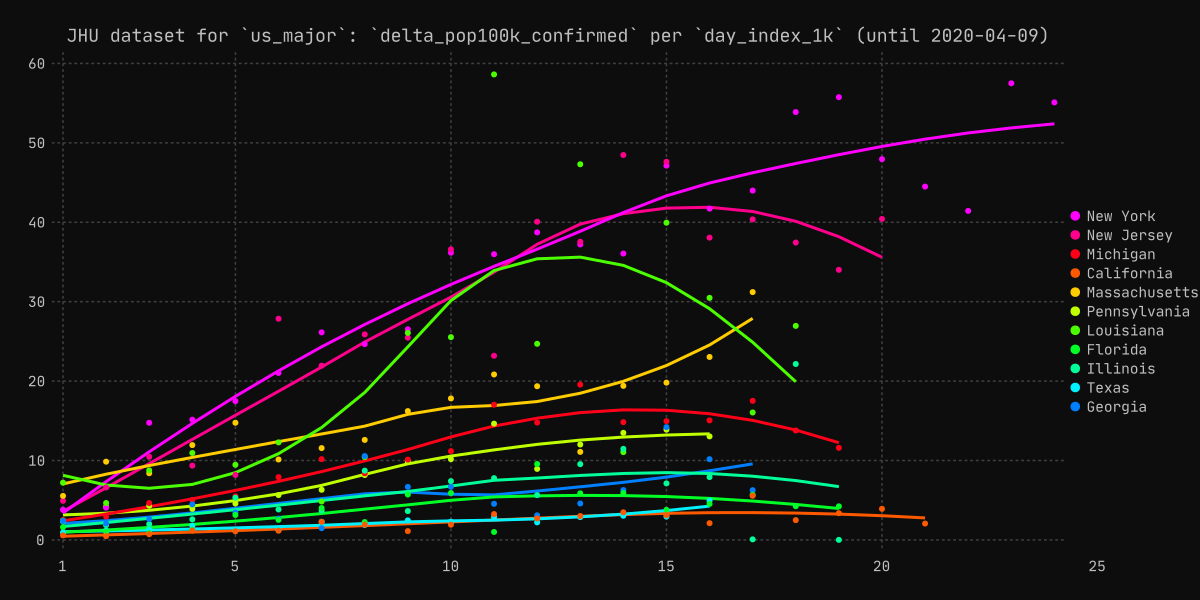 JHU dataset for `us_major`: `delta_pop100k_confirmed` per `day_index_1k` (until 2020-04-09)
60
50
40
30
20
10
0
1 5 10 15 20 25
New York
New Jersey
Michigan
California
Massachusetts
Pennsylvania
Louisiana
Florida
Illinois
Texas
Georgia